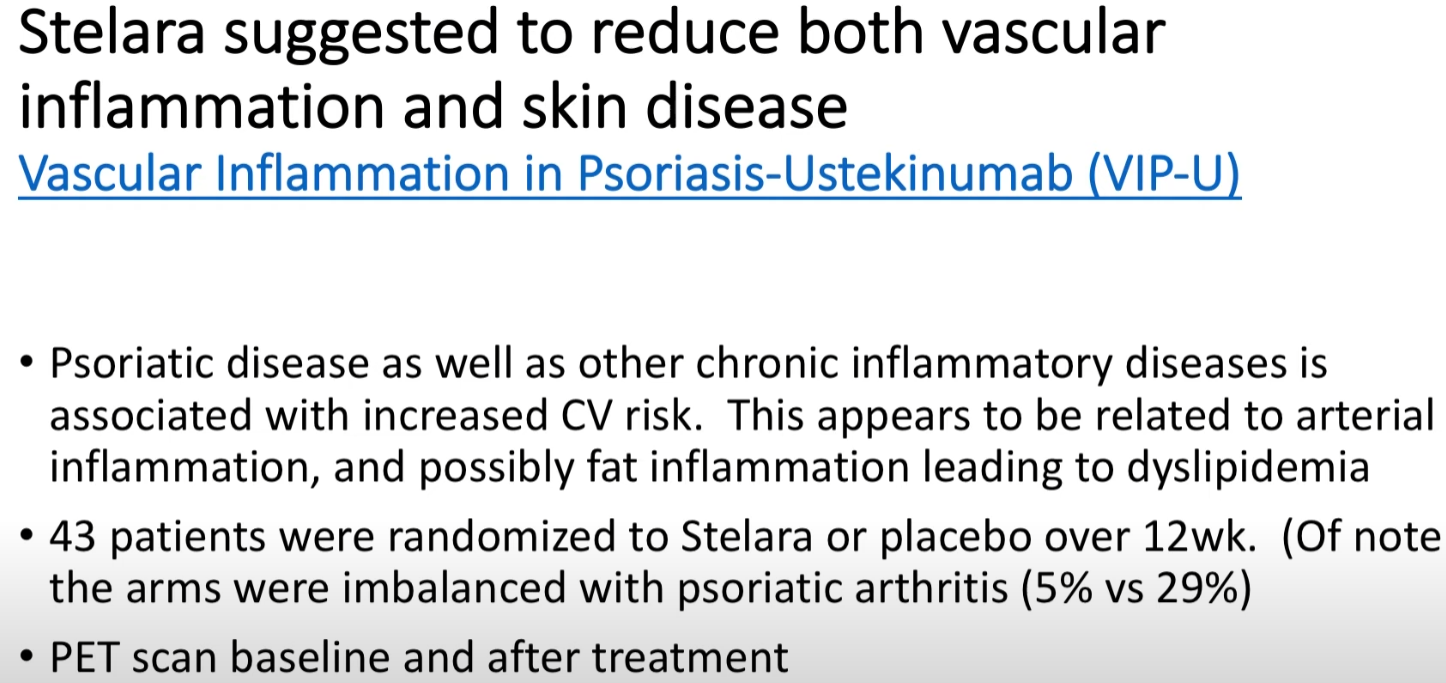 Stelara suggested to reduce both vascular
inflammation and skin disease
Vascular Inflammation in Psoriasis-Ustekinumab (VIP-U)
• Psoriatic disease as well as other chronic inflammatory diseases is
associated with increased CV risk.  This appears to be related to arterial
inflammation, and possibly fat inflammation leading to dyslipidemia
• 43 patients were randomized to Stelara or placebo over 12wk.  (Of note
the arms were imbalanced with psoriatic arthritis (5% vs 29%)
• PET scan baseline and after treatment